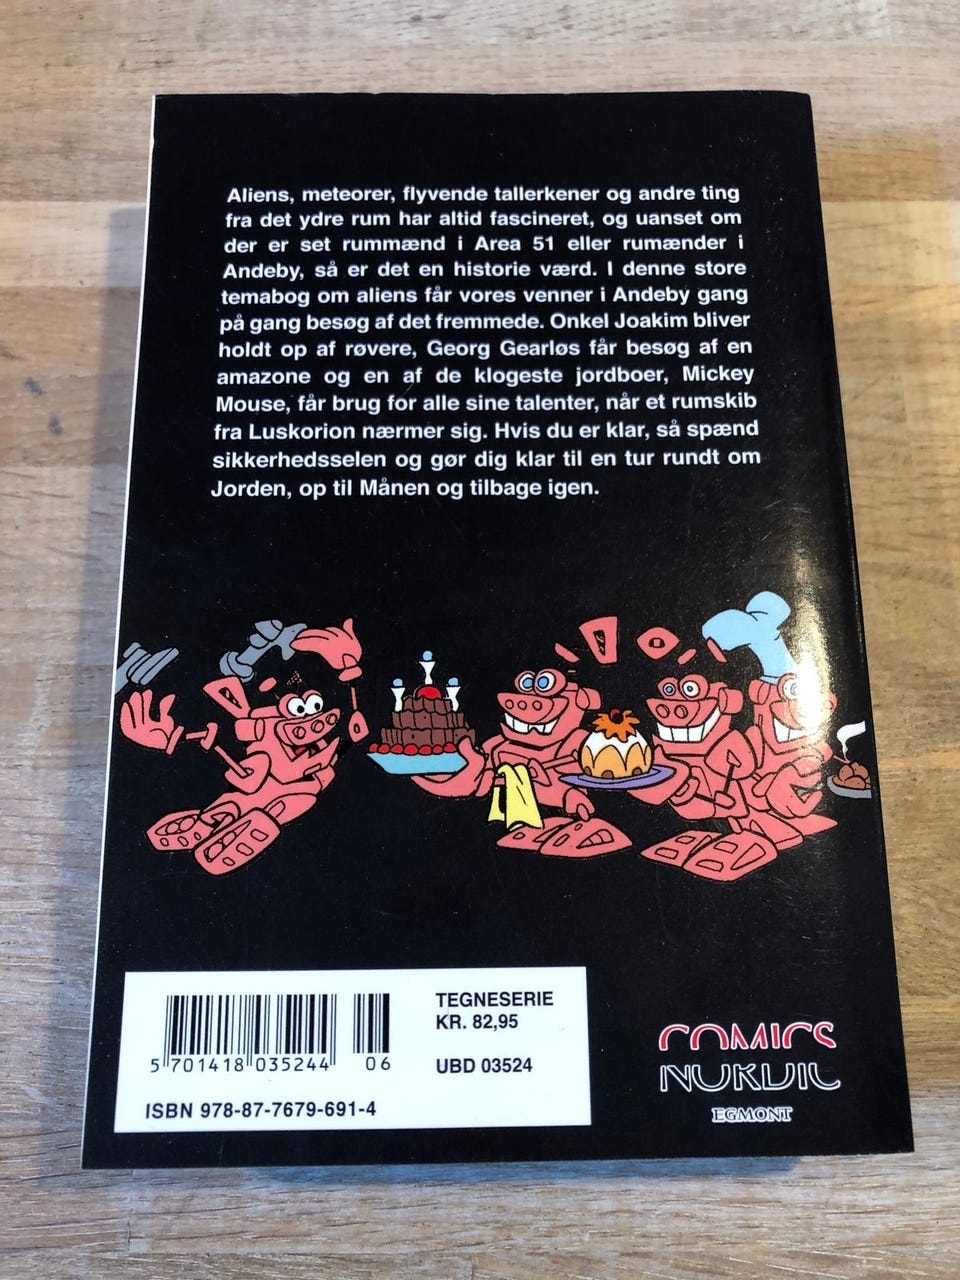 Aliens, meteorer, flyvende tallerkener og andre ting
fra det ydre rum har altid fascineret, og uanset om
der er set rummænd i Area 51 eller rumænder i
Andeby, så er det en historie værd. I denne store
temabog om aliens får vores venner i Andeby gang
på gang besøg af det fremmede. Onkel Joakim bliver
holdt op af røvere, Georg Gearløs får besøg af en
amazone og en af de klogeste jordboer, Mickey
Mouse, får brug for alle sine talenter, når et rumskib
fra Luskorion nærmer sig. Hvis du er klar, så spænd
sikkerhedsselen og gør dig klar til en tur rundt om
Jorden, op til Månen og tilbage igen.
TEGNESERIE
KR. 82,95
UBD 03524
5 701418 035244 06
ISBN 978-87-7679-691-4
COMICS
NORDIC
EGMONT